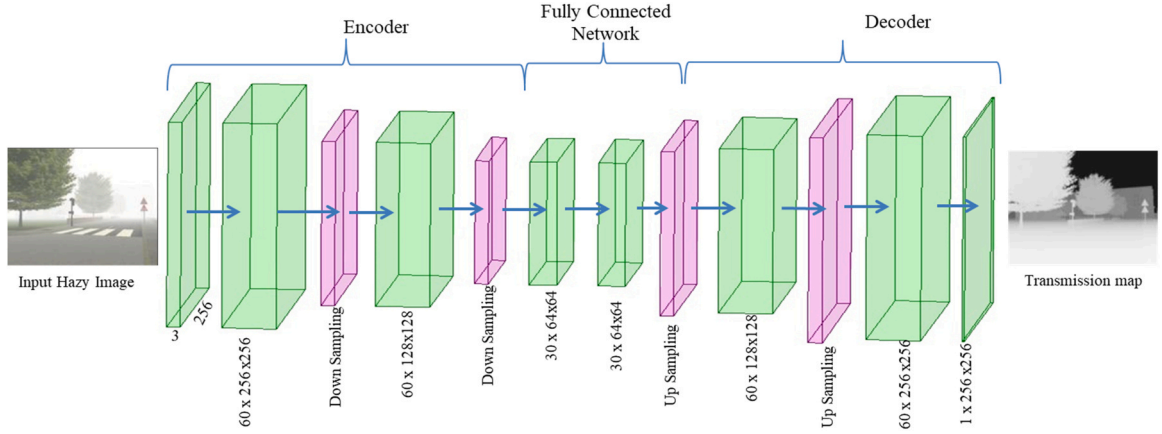 Encoder
Fully Connected
Network
Decoder
Input Hazy Image
3
256
60 x 256x256
Down Sampling
60 x 128x128
Down Sampling
30 x 64x64
30 x 64x64
Up Sampling
60 x 128x128
Up Sampling
60 x 256x256
1 x 256 x256
Transmission map